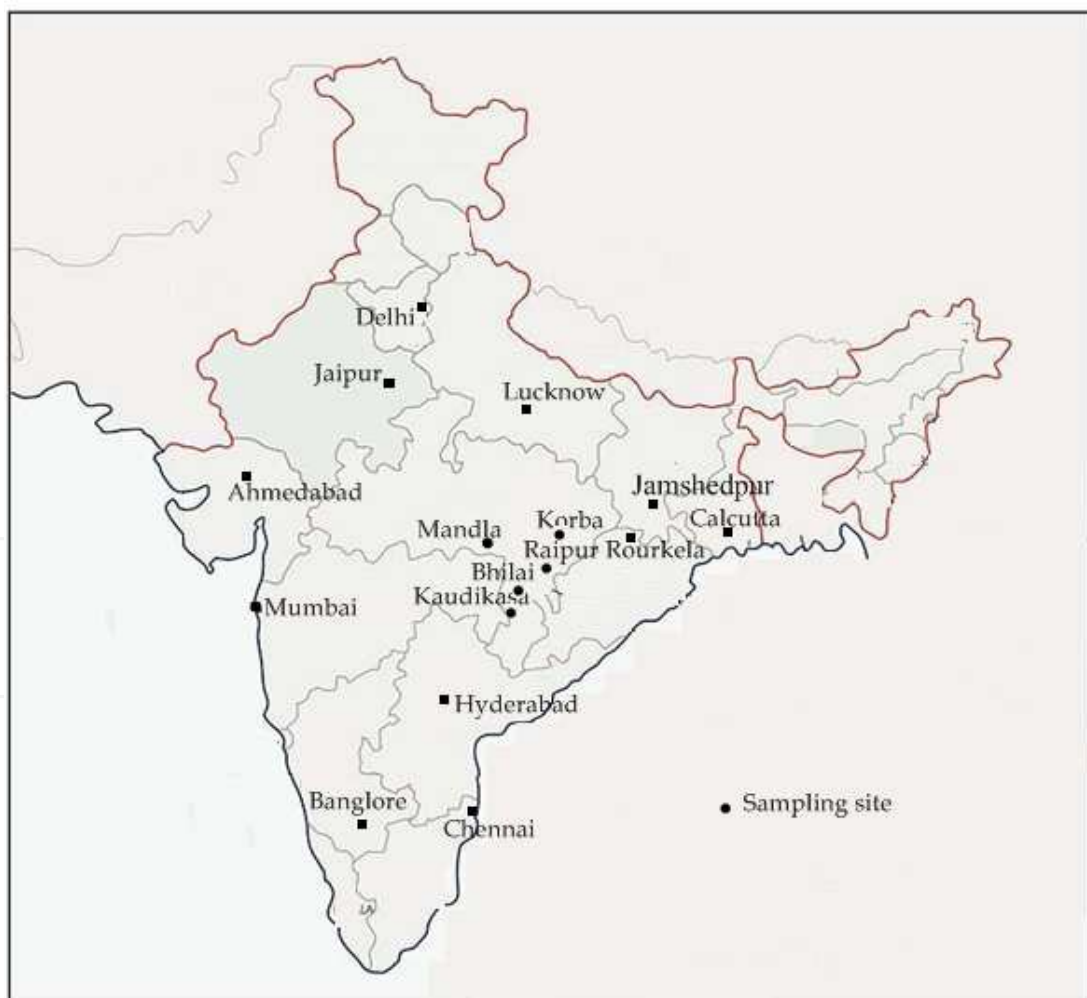 Delhi
Jaipur
Lucknow
Ahmedabad
Jamshedpur
Calcutta
Korba
Mandla
Raipur Rourkela
Bhilai
Kaudikasa
Mumbai
Hyderabad
Banglore
Sampling site
Chennai